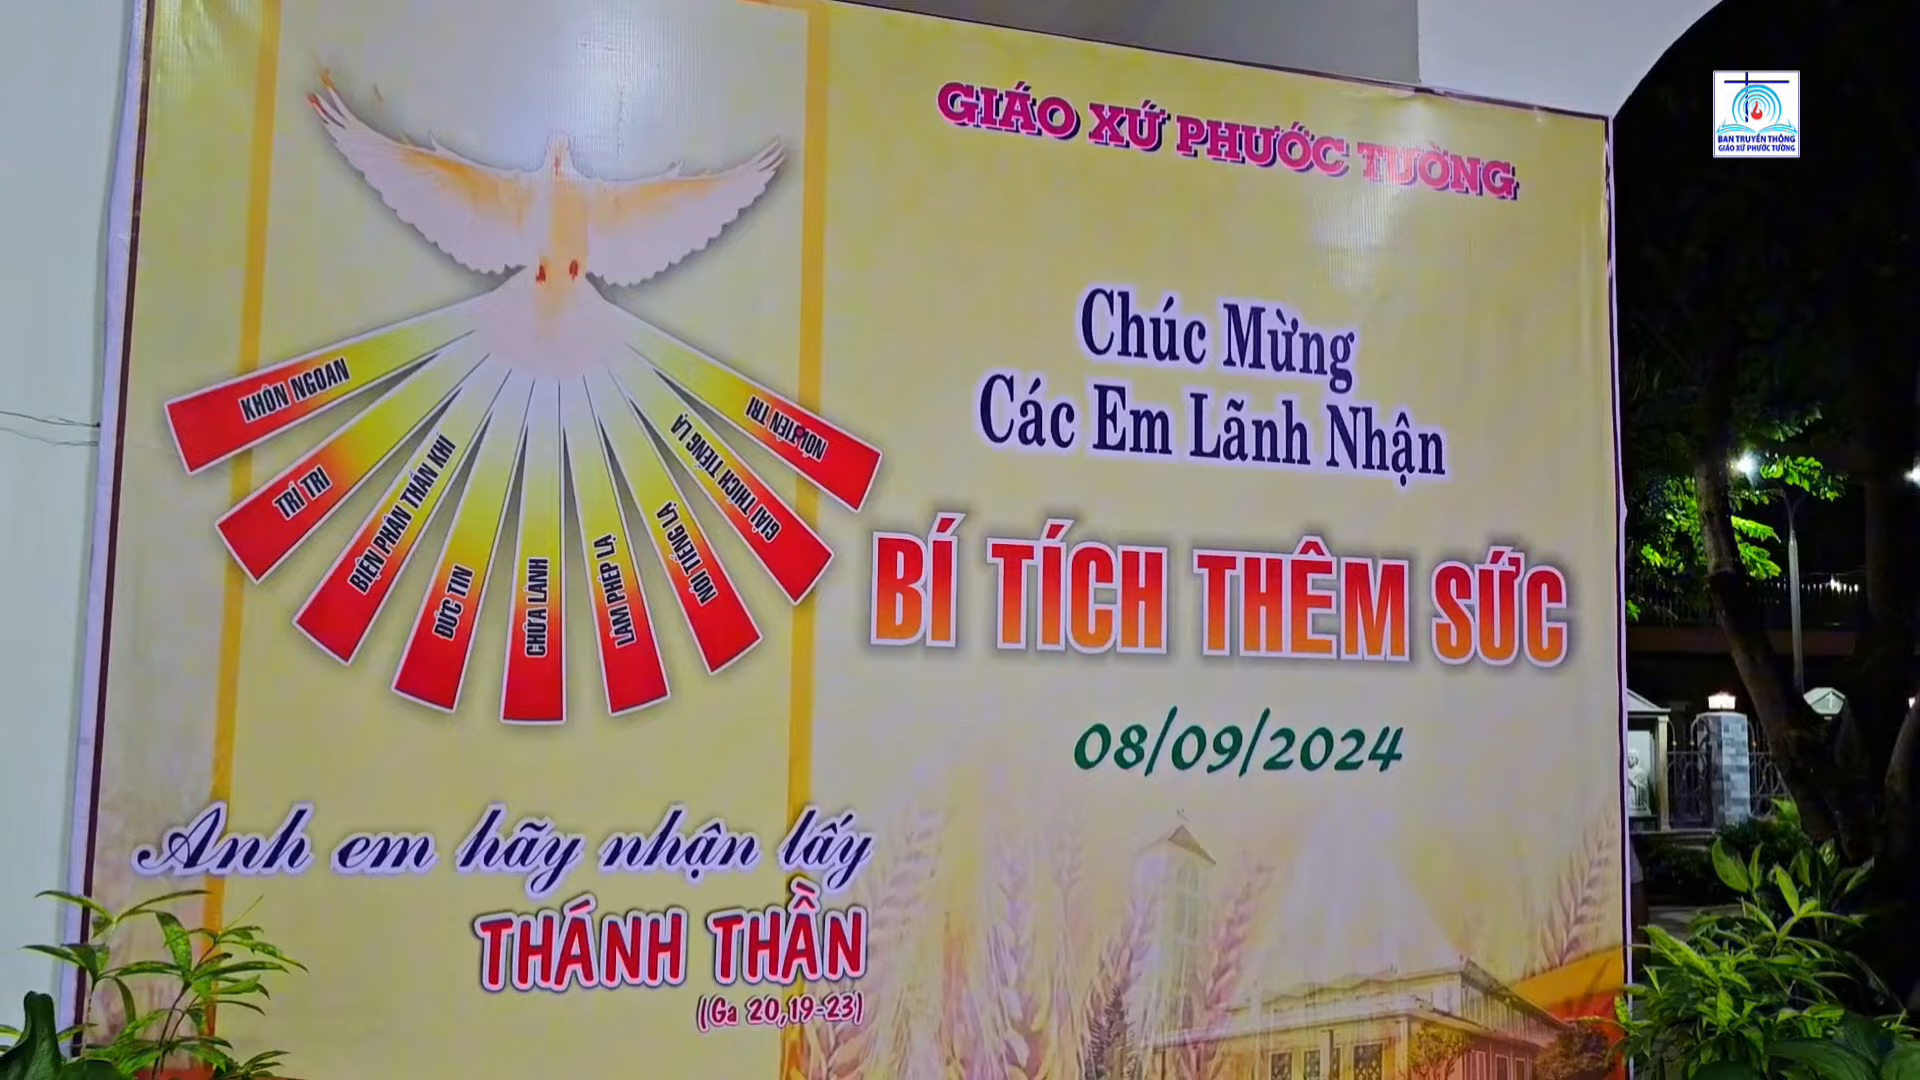 GIÁO XỨ PHƯỚC TƯỜNG
BAN TRUYỀN THÔNG
GIÁO XỨ PHƯỚC TƯỜNG
Chúc Mừng
Các Em Lãnh Nhận
BÍ TÍCH THÊM SỨC
08/09/2024
KHÔN NGOAN
TRÍ TRI
BIỆN PHÂN THẦN KHÍ
ĐỨC TIN
CHỮA LÀNH
LÀM PHÉP LẠ
NÓI TIẾNG LẠ
GIẢI THÍCH TIẾNG LẠ
NÓI TIÊN TRI
Anh em hãy nhận lấy
THÁNH THẦN
(Ga 20,19-23)